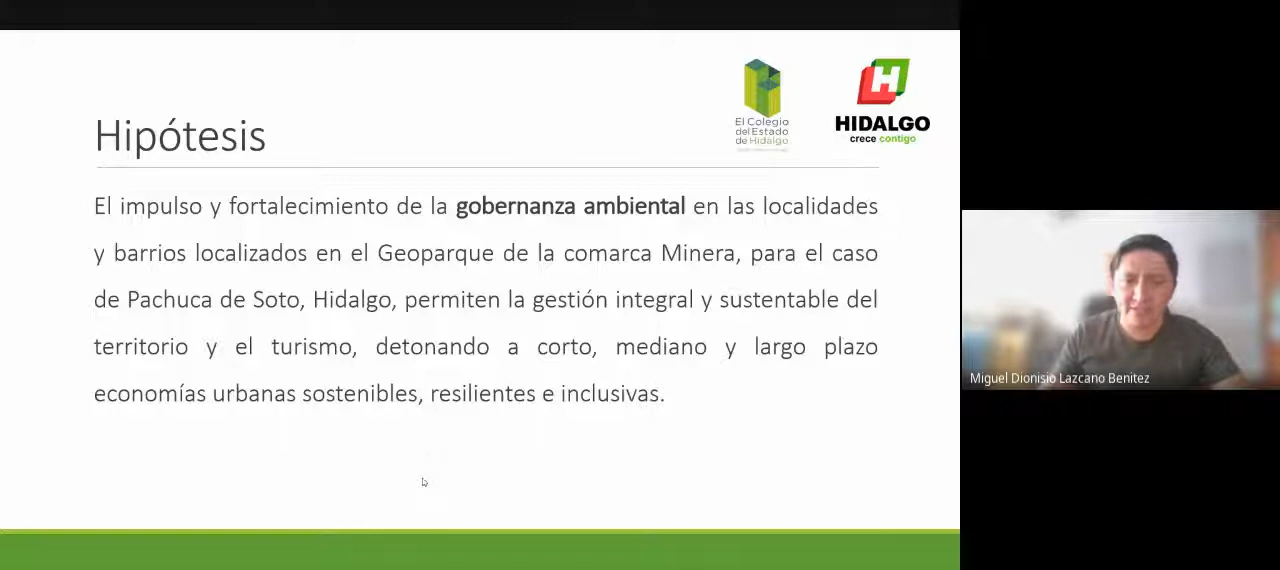 El Colegio
del Estado
de Hidalgo
HIDALGO
crece contigo
Hipótesis
El impulso y fortalecimiento de la gobernanza ambiental en las localidades
y barrios localizados en el Geoparque de la comarca Minera, para el caso
de Pachuca de Soto, Hidalgo, permiten la gestión integral y sustentable del
territorio y el turismo, detonando a corto, mediano y largo plazo
economías urbanas sostenibles, resilientes e inclusivas.
Miguel Dionisio Lazcano Benitez